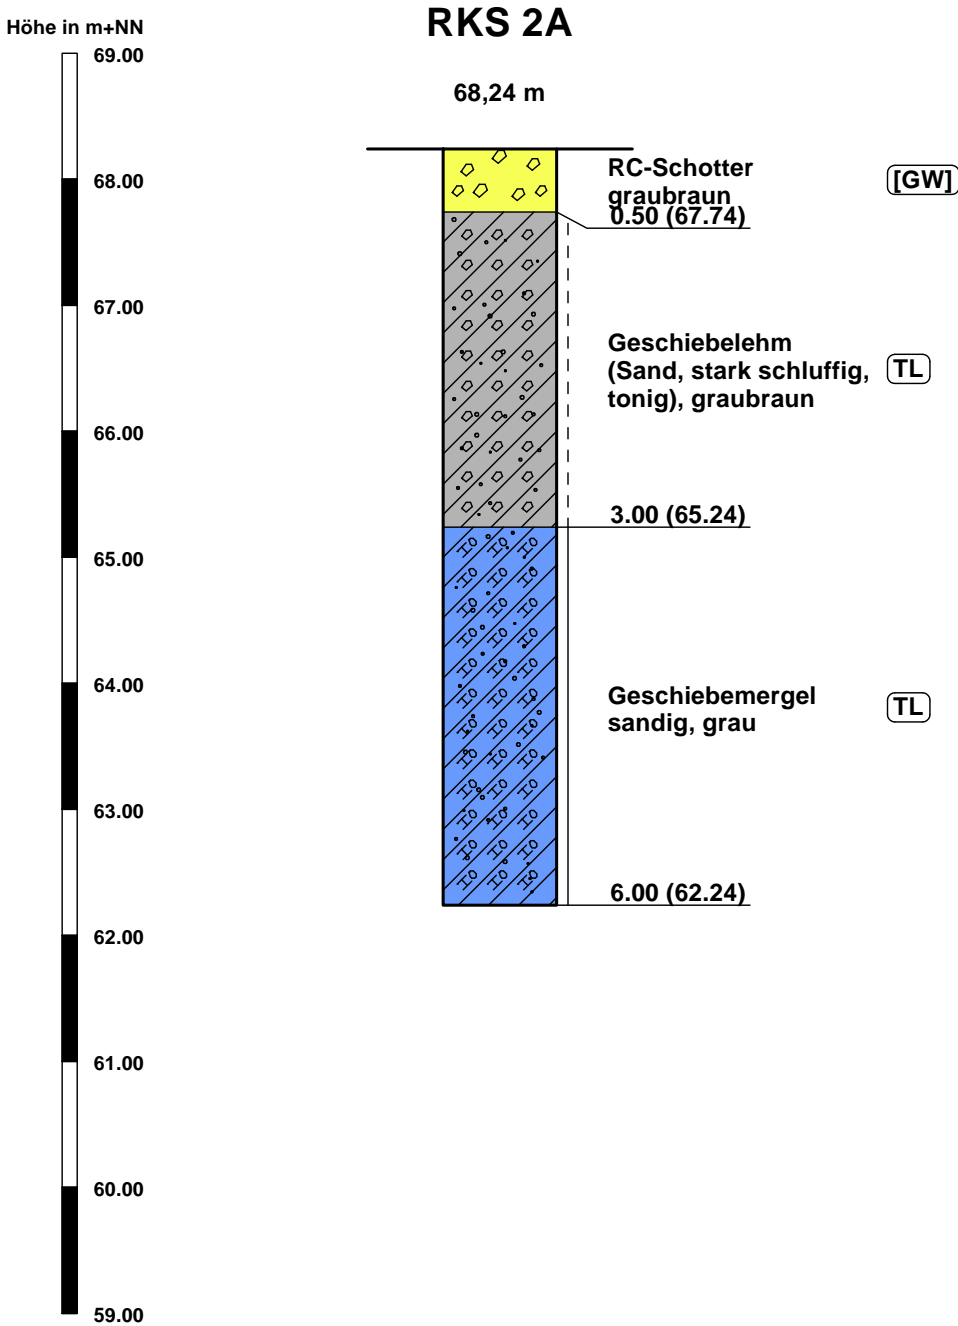 Höhe in m+NN
RKS 2A
69.00
68,24 m
RC-Schotter
graubraun
[GW]
68.00
0.50 (67.74)
67.00
Geschiebelehm
(Sand, stark schluffig,
tonig), graubraun
TL
66.00
3.00 (65.24)
65.00
64.00
Geschiebemergel
sandig, grau
TL
63.00
6.00 (62.24)
62.00
61.00
60.00
59.00